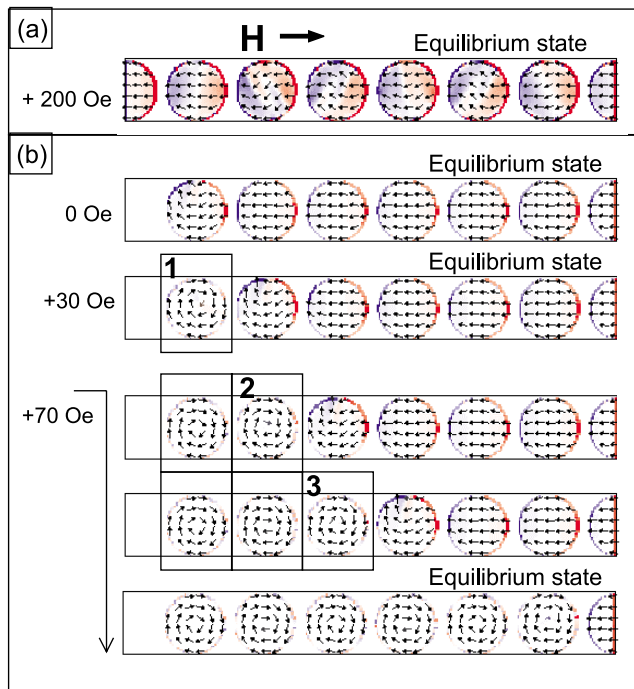 (a)
H
Equilibrium state
+ 200 Oe
(b)
Equilibrium state
0 Oe
Equilibrium state
1
+30 Oe
2
+70 Oe
3
Equilibrium state